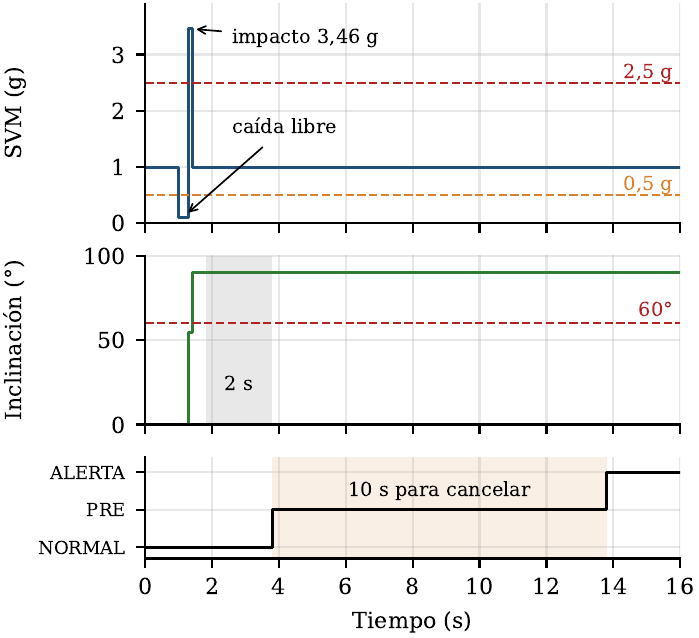 SVM (g)
3
2
1
0
impacto 3,46 g
2,5 g
caída libre
0,5 g
Inclinación (°)
100
50
0
60°
2 s
ALERTA
PRE
NORMAL
10 s para cancelar
0 2 4 6 8 10 12 14 16
Tiempo (s)